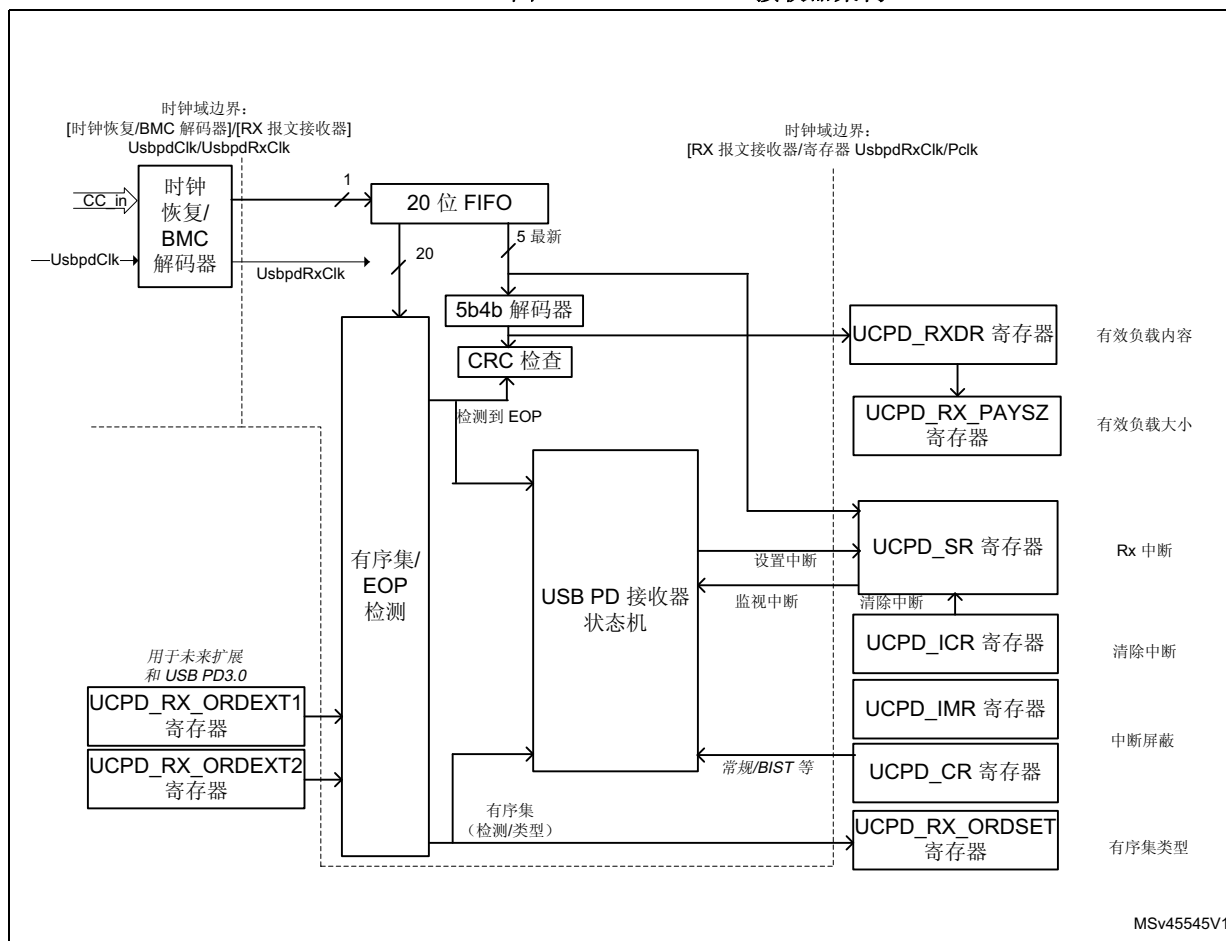 时钟域边界：
[时钟恢复/BMC 解码器]/[RX 报文接收器]
UsbpdClk/UsbpdRxClk
时钟域边界：
[RX 报文接收器/寄存器 UsbpdRxClk/Pclk
CC_in
UsbpdClk
时钟
恢复/
BMC
解码器
1
20 位 FIFO
UsbpdRxClk
20
5 最新
5b4b 解码器
CRC 检查
检测到 EOP
UCPD_RXDR 寄存器
有效负载内容
UCPD_RX_PAYSZ
寄存器
有效负载大小
有序集/
EOP
检测
USB PD 接收器
状态机
设置中断
监视中断
清除中断
UCPD_SR 寄存器
Rx 中断
UCPD_ICR 寄存器
清除中断
UCPD_IMR 寄存器
中断屏蔽
UCPD_CR 寄存器
常规/BIST 等
用于未来扩展
和 USB PD3.0
UCPD_RX_ORDEXT1
寄存器
UCPD_RX_ORDEXT2
寄存器
有序集
（检测/类型）
UCPD_RX_ORDSET
寄存器
有序集类型
MSv45545V1